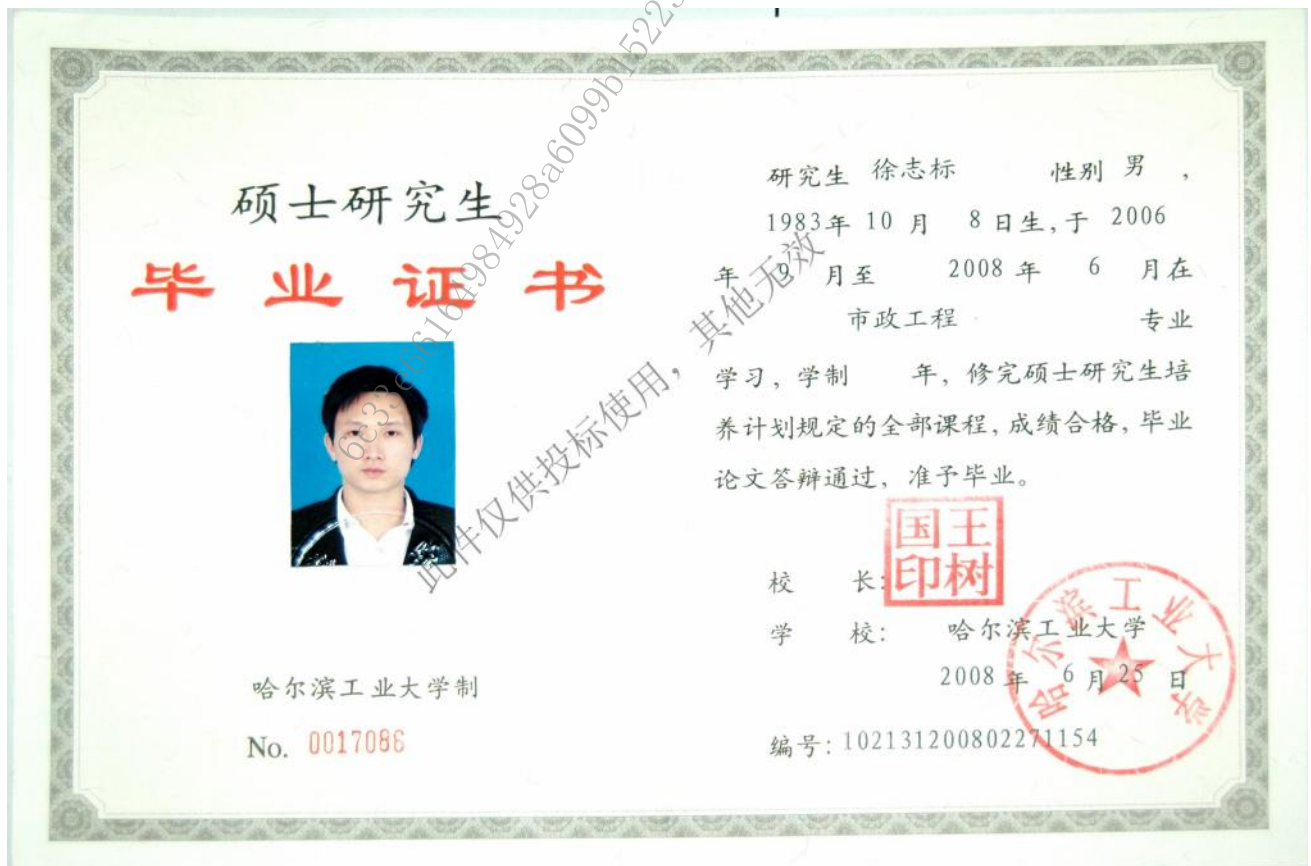 硕士研究生
毕业证书
哈尔滨工业大学制
No. 0017086
研究生 徐志标 性别 男 ，
1983年 10 月 8 日生，于 2006
年 9 月至 2008 年 6 月在
市政工程 专业
学习，学制 年，修完硕士研究生培
养计划规定的全部课程，成绩合格，毕业
论文答辩通过，准予毕业。
校 长：
国王
印树
学 校： 哈尔滨工业大学
2008 年 6 月 25 日
编号：102131200802271154
哈尔滨工业大学
此件仅供投标使用，其他无效